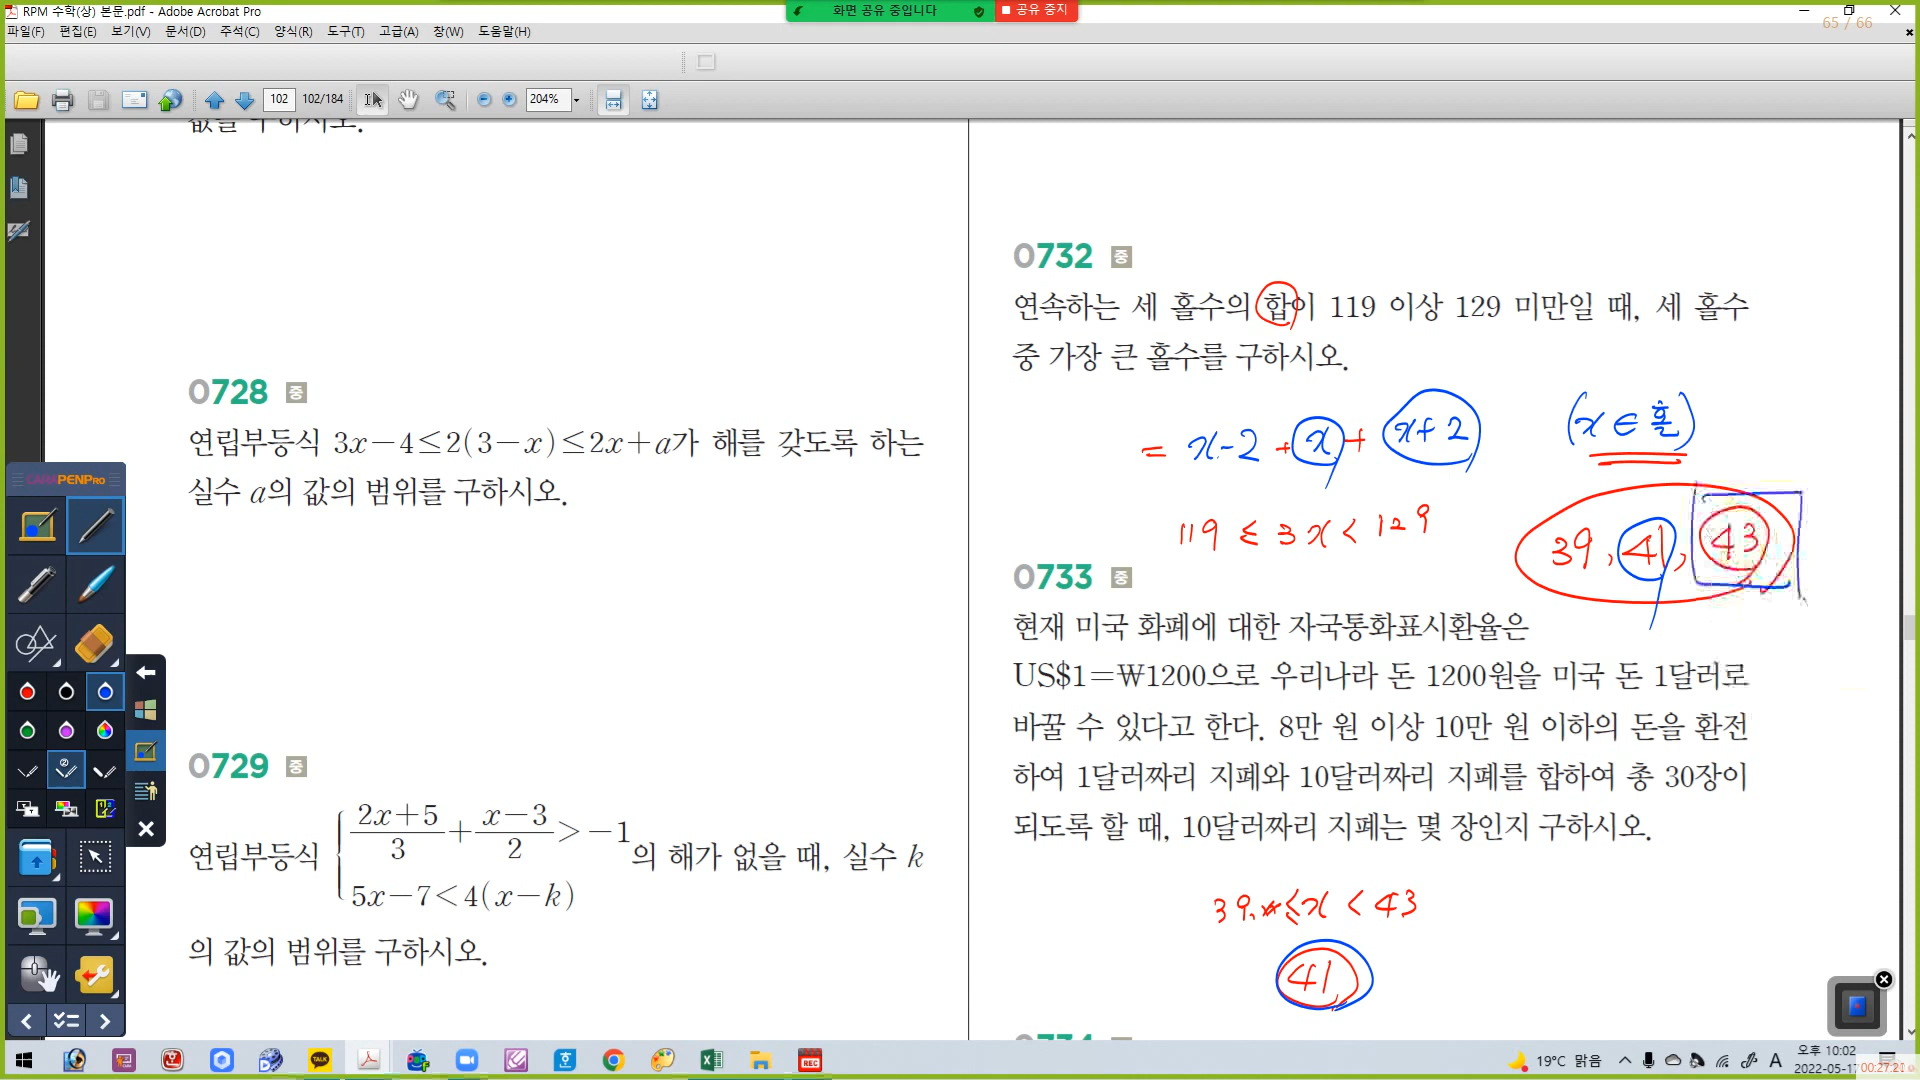 RPM 수학(상) 본문.pdf - Adobe Acrobat Pro
화면 공유 중입니다
공유 중지
65 / 66
파일(F) 편집(E) 보기(V) 문서(D) 주석(C) 양식(R) 도구(T) 고급(A) 창(W) 도움말(H)
102 102/184 204%
0728 중
연립부등식 3x-4≤2(3-x)≤2x+a가 해를 갖도록 하는
실수 a의 값의 범위를 구하시오.
0729 중
연립부등식 { (2x+5)/3 + (x-3)/2 > -1
5x-7<4(x-k)
의 해가 없을 때, 실수 k
의 값의 범위를 구하시오.
0732 중
연속하는 세 홀수의 합이 119 이상 129 미만일 때, 세 홀수
중 가장 큰 홀수를 구하시오.
= x-2 + x + x+2 (x ∈ 홀)
119 ≤ 3x < 129
39, 41, 43
0733 중
현재 미국 화폐에 대한 자국통화표시환율은
US$1=₩1200으로 우리나라 돈 1200원을 미국 돈 1달러로
바꿀 수 있다고 한다. 8만 원 이상 10만 원 이하의 돈을 환전
하여 1달러짜리 지폐와 10달러짜리 지폐를 합하여 총 30장이
되도록 할 때, 10달러짜리 지폐는 몇 장인지 구하시오.
≤ x < 43
41
PENPRO
TALK
REC
19°C 맑음
A
오후 10:02
2022-05-17
00:27:20